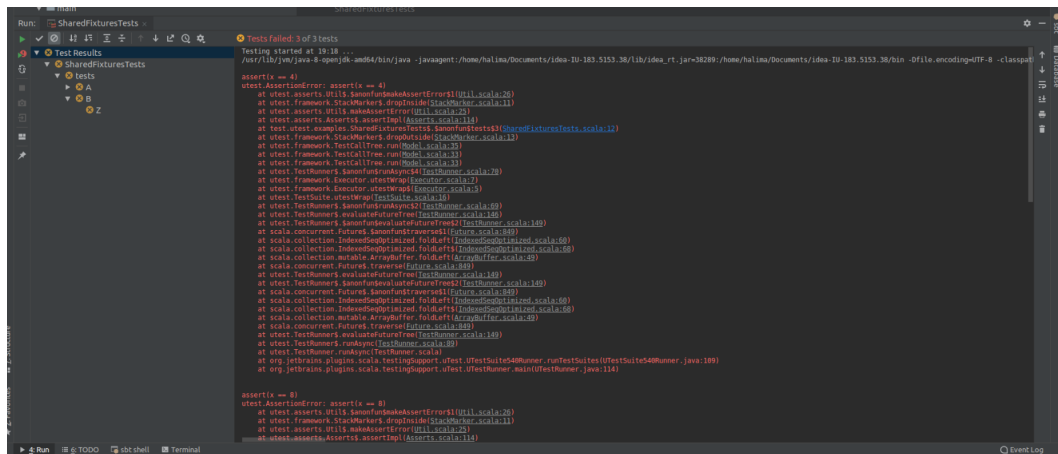 main
SharedFixturesTests
Run: SharedFixturesTests ×
Tests failed: 3 of 3 tests
Test Results
SharedFixturesTests
tests
A
B
Z
Testing started at 19:18 ...
/usr/lib/jvm/java-8-openjdk-amd64/bin/java -javaagent:/home/halima/Documents/idea-IU-183.5153.38/lib/idea_rt.jar=38289:/home/halima/Documents/idea-IU-183.5153.38/bin -Dfile.encoding=UTF-8 -classpat
assert(x == 4)
utest.AssertionError: assert(x == 4)
at utest.asserts.Util$.$anonfun$makeAssertError$1(Util.scala:26)
at utest.framework.StackMarker$.dropInside(StackMarker.scala:11)
at utest.asserts.Util$.makeAssertError(Util.scala:25)
at utest.asserts.Asserts$.assertImpl(Asserts.scala:114)
at test.utest.examples.SharedFixturesTests$.$anonfun$tests$3(SharedFixturesTests.scala:12)
at utest.framework.StackMarker$.dropOutside(StackMarker.scala:13)
at utest.framework.TestCallTree.run(Model.scala:35)
at utest.framework.TestCallTree.run(Model.scala:33)
at utest.framework.TestCallTree.run(Model.scala:33)
at utest.TestRunner$.$anonfun$runAsync$4(TestRunner.scala:78)
at utest.framework.Executor.utestWrap(Executor.scala:7)
at utest.framework.Executor.utestWrap$(Executor.scala:5)
at utest.TestSuite.utestWrap(TestSuite.scala:16)
at utest.TestRunner$.$anonfun$runAsync$2(TestRunner.scala:69)
at utest.TestRunner$.evaluateFutureTree(TestRunner.scala:146)
at utest.TestRunner$.$anonfun$evaluateFutureTree$2(TestRunner.scala:149)
at scala.concurrent.Future$.$anonfun$traverse$1(Future.scala:849)
at scala.collection.IndexedSeqOptimized.foldLeft(IndexedSeqOptimized.scala:60)
at scala.collection.IndexedSeqOptimized.foldLeft$(IndexedSeqOptimized.scala:68)
at scala.collection.mutable.ArrayBuffer.foldLeft(ArrayBuffer.scala:49)
at scala.concurrent.Future$.traverse(Future.scala:849)
at utest.TestRunner$.evaluateFutureTree(TestRunner.scala:149)
at utest.TestRunner$.$anonfun$evaluateFutureTree$2(TestRunner.scala:149)
at scala.concurrent.Future$.$anonfun$traverse$1(Future.scala:849)
at scala.collection.IndexedSeqOptimized.foldLeft(IndexedSeqOptimized.scala:60)
at scala.collection.IndexedSeqOptimized.foldLeft$(IndexedSeqOptimized.scala:68)
at scala.collection.mutable.ArrayBuffer.foldLeft(ArrayBuffer.scala:49)
at scala.concurrent.Future$.traverse(Future.scala:849)
at utest.TestRunner$.evaluateFutureTree(TestRunner.scala:149)
at utest.TestRunner$.runAsync(TestRunner.scala:89)
at utest.TestRunner.runAsync(TestRunner.scala)
at org.jetbrains.plugins.scala.testingSupport.uTest.UTestSuite540Runner.runTestSuites(UTestSuite540Runner.java:109)
at org.jetbrains.plugins.scala.testingSupport.uTest.UTestRunner.main(UTestRunner.java:114)
assert(x == 8)
utest.AssertionError: assert(x == 8)
at utest.asserts.Util$.$anonfun$makeAssertError$1(Util.scala:26)
at utest.framework.StackMarker$.dropInside(StackMarker.scala:11)
at utest.asserts.Util$.makeAssertError(Util.scala:25)
at utest.asserts.Asserts$.assertImpl(Asserts.scala:114)
Database
4: Run 6: TODO sbt shell Terminal
Event Log